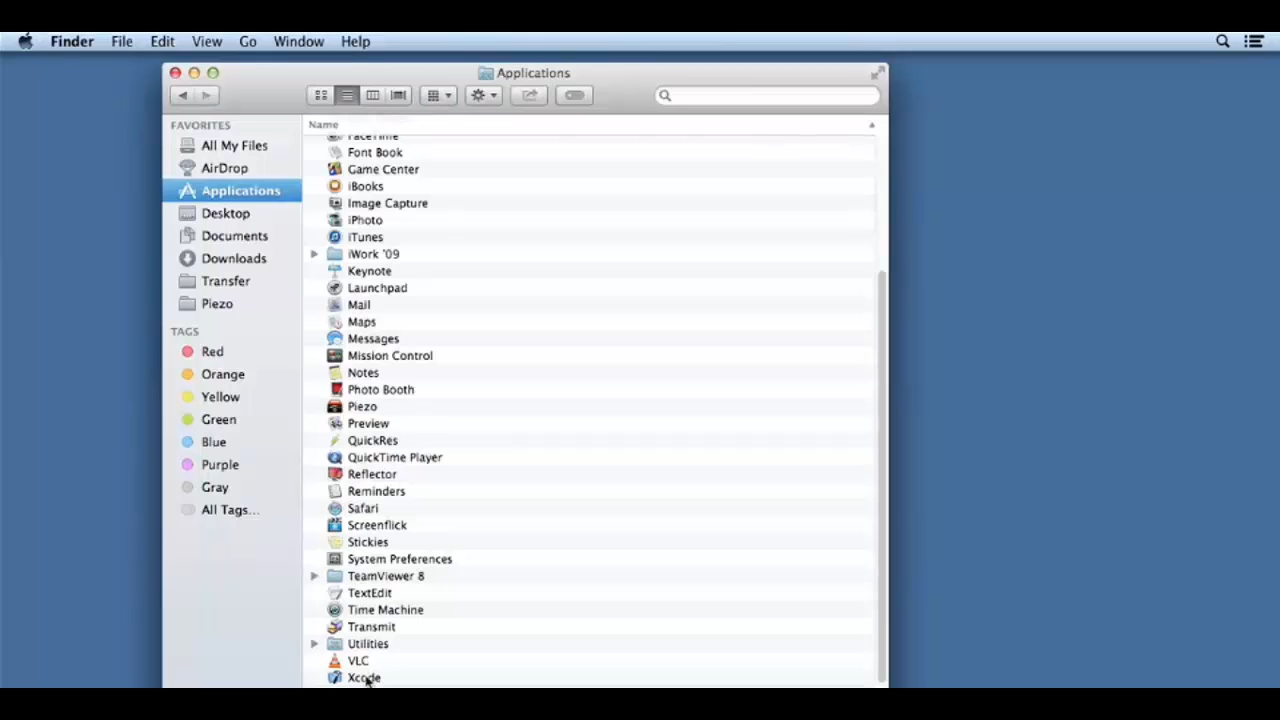 Finder File Edit View Go Window Help
Applications
FAVORITES
All My Files
AirDrop
Applications
Desktop
Documents
Downloads
Transfer
Piezo
TAGS
Red
Orange
Yellow
Green
Blue
Purple
Gray
All Tags...
Name
FaceTime
Font Book
Game Center
iBooks
Image Capture
iPhoto
iTunes
iWork '09
Keynote
Launchpad
Mail
Maps
Messages
Mission Control
Notes
Photo Booth
Piezo
Preview
QuickRes
QuickTime Player
Reflector
Reminders
Safari
Screenflick
Stickies
System Preferences
TeamViewer 8
TextEdit
Time Machine
Transmit
Utilities
VLC
Xcode